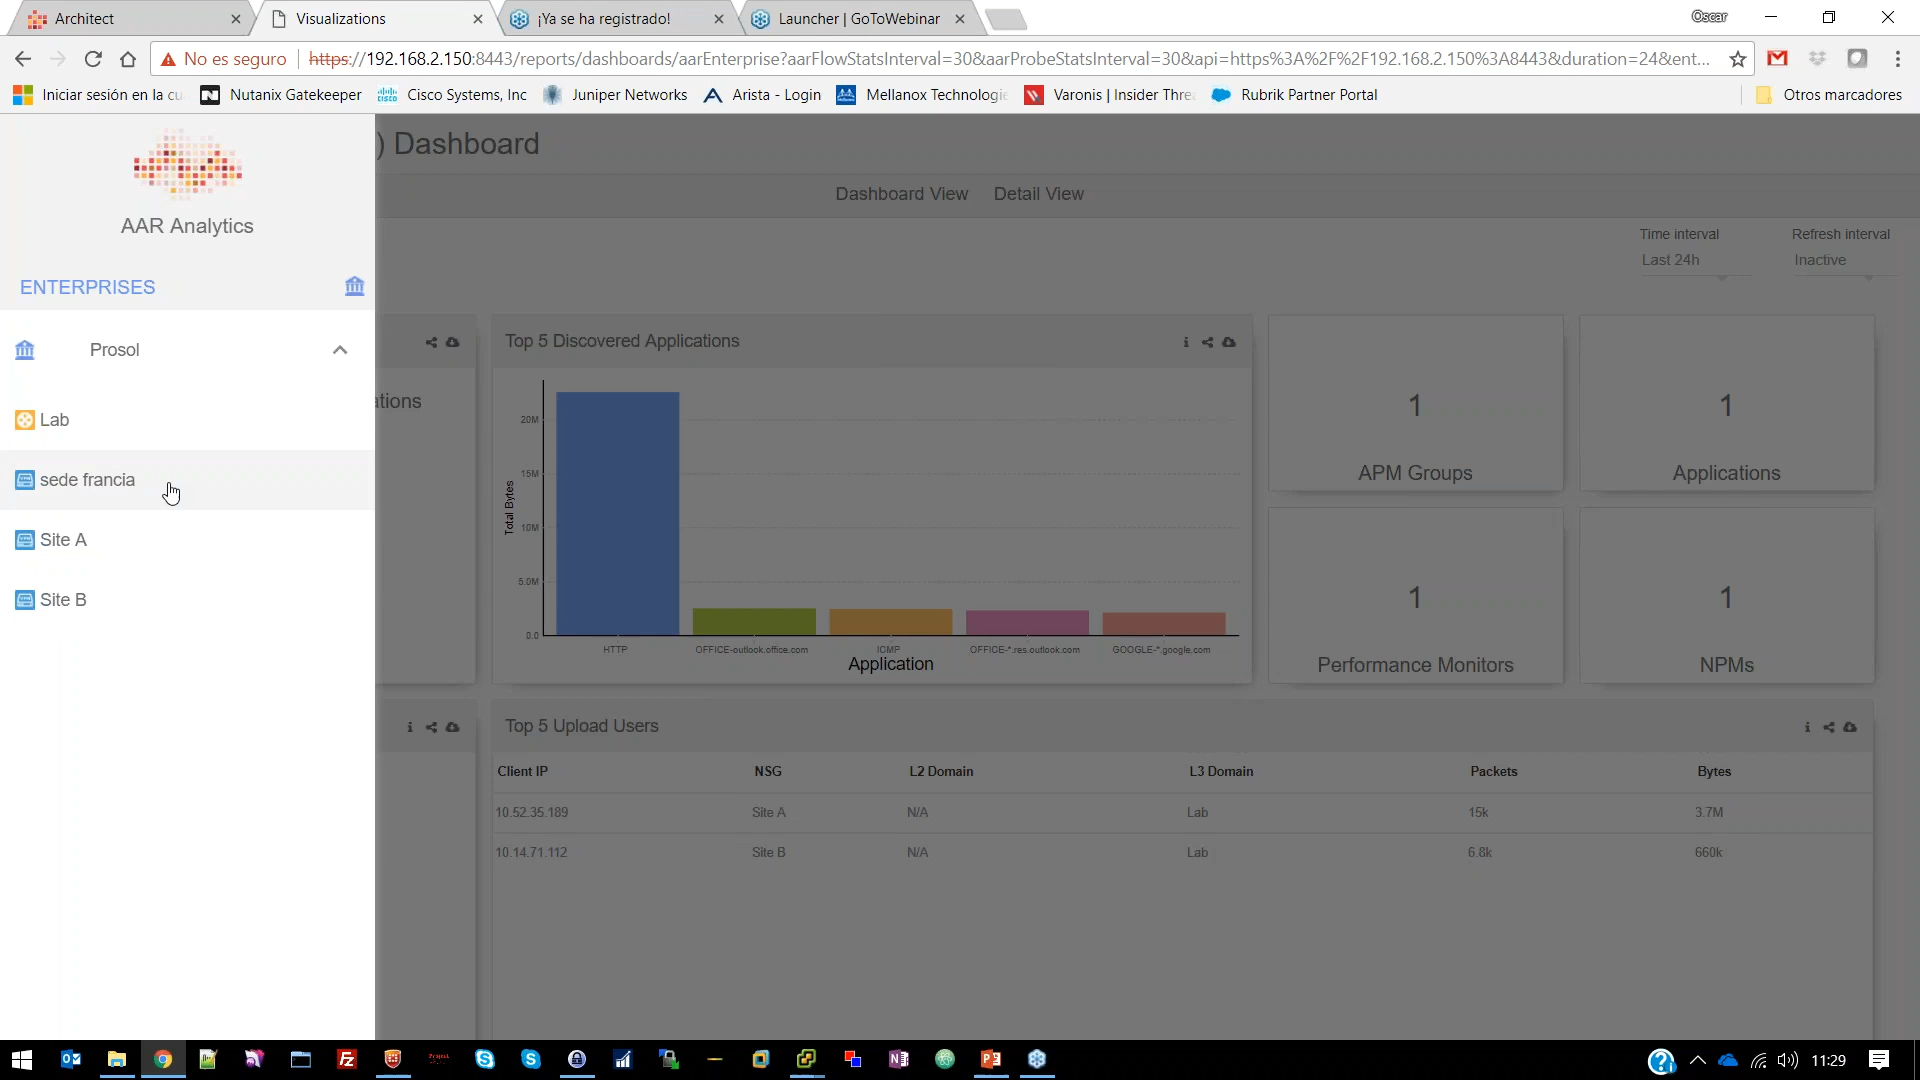 Architect
Visualizations
¡Ya se ha registrado!
Launcher | GoToWebinar
Oscar
No es seguro
https://192.168.2.150:8443/reports/dashboards/aarEnterprise?aarFlowStatsInterval=30&aarProbeStatsInterval=30&api=https%3A%2F%2F192.168.2.150%3A8443&duration=24&ent...
Iniciar sesión en la cu
Nutanix Gatekeeper
Cisco Systems, Inc
Juniper Networks
Arista - Login
Mellanox Technologie
Varonis | Insider Thre
Rubrik Partner Portal
Otros marcadores
AAR Analytics
ENTERPRISES
Prosol
Lab
sede francia
Site A
Site B
) Dashboard
Dashboard View
Detail View
Time interval
Last 24h
Refresh interval
Inactive
ations
Top 5 Discovered Applications
Total Bytes
20M
15M
10M
5.0M
0.0
HTTP
OFFICE-outlook.office.com
ICMP
OFFICE-*.res.outlook.com
GOOGLE-*.google.com
Application
1
APM Groups
1
Applications
1
Performance Monitors
1
NPMs
Top 5 Upload Users
Client IP NSG L2 Domain L3 Domain Packets Bytes
10.52.35.189 Site A N/A Lab 15k 3.7M
10.14.71.112 Site B N/A Lab 6.8k 660k
11:29